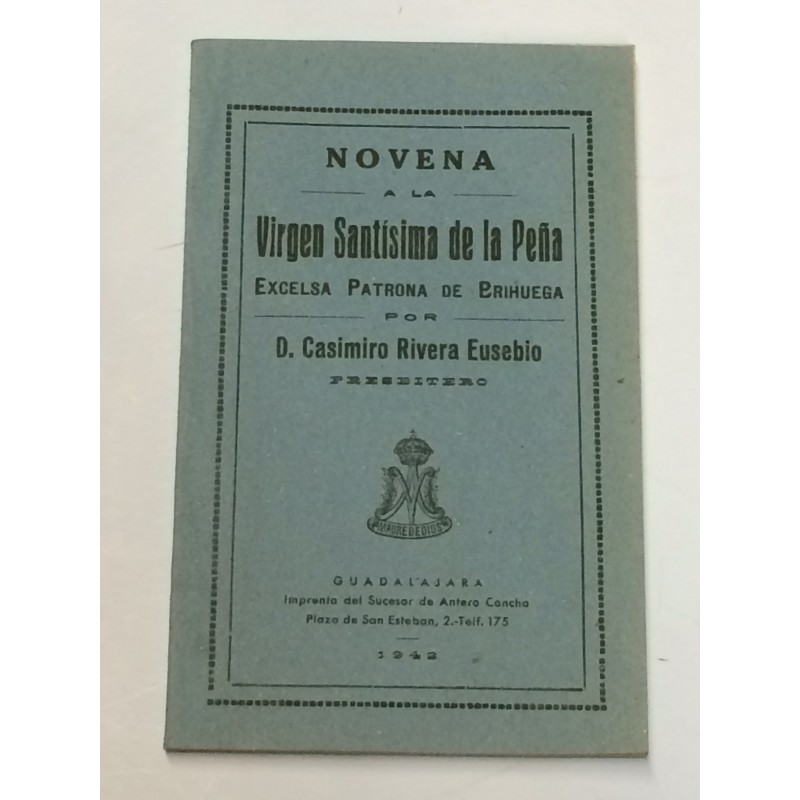 NOVENA
A LA
Virgen Santísima de la Peña
EXCELSA PATRONA DE BRIHUEGA
POR
D. Casimiro Rivera Eusebio
PRESBITERO
MADRE DE DIOS
GUADALAJARA
Imprenta del Sucesor de Antero Concha
Plaza de San Esteban, 2.-Telf. 175
1942